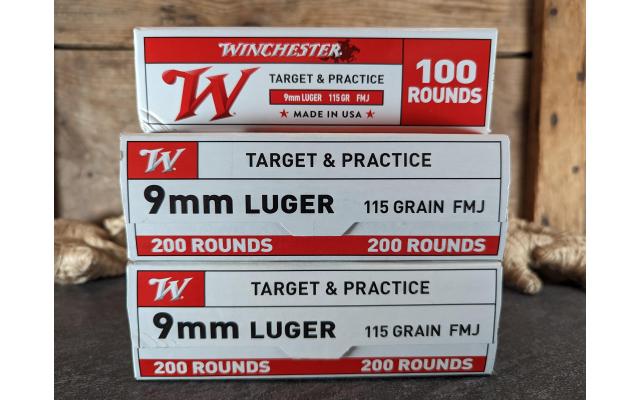 WINCHESTER
W
TARGET & PRACTICE
9mm LUGER 115 GR FMJ
MADE IN USA
100
ROUNDS
W
TARGET & PRACTICE
9mm LUGER 115 GRAIN FMJ
200 ROUNDS 200 ROUNDS
W
TARGET & PRACTICE
9mm LUGER 115 GRAIN FMJ
200 ROUNDS 200 ROUNDS